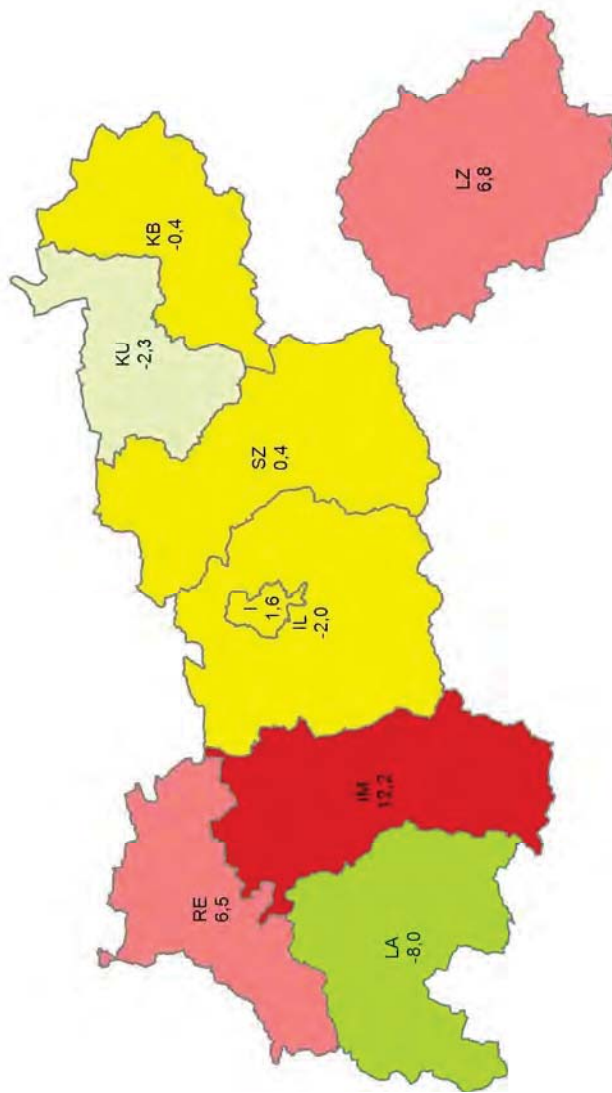 KU
-2,3
KB
-0,4
RE
6,5
I
1,6
SZ
0,4
IL
-2,0
IM
12,2
LA
-8,0
LZ
6,8